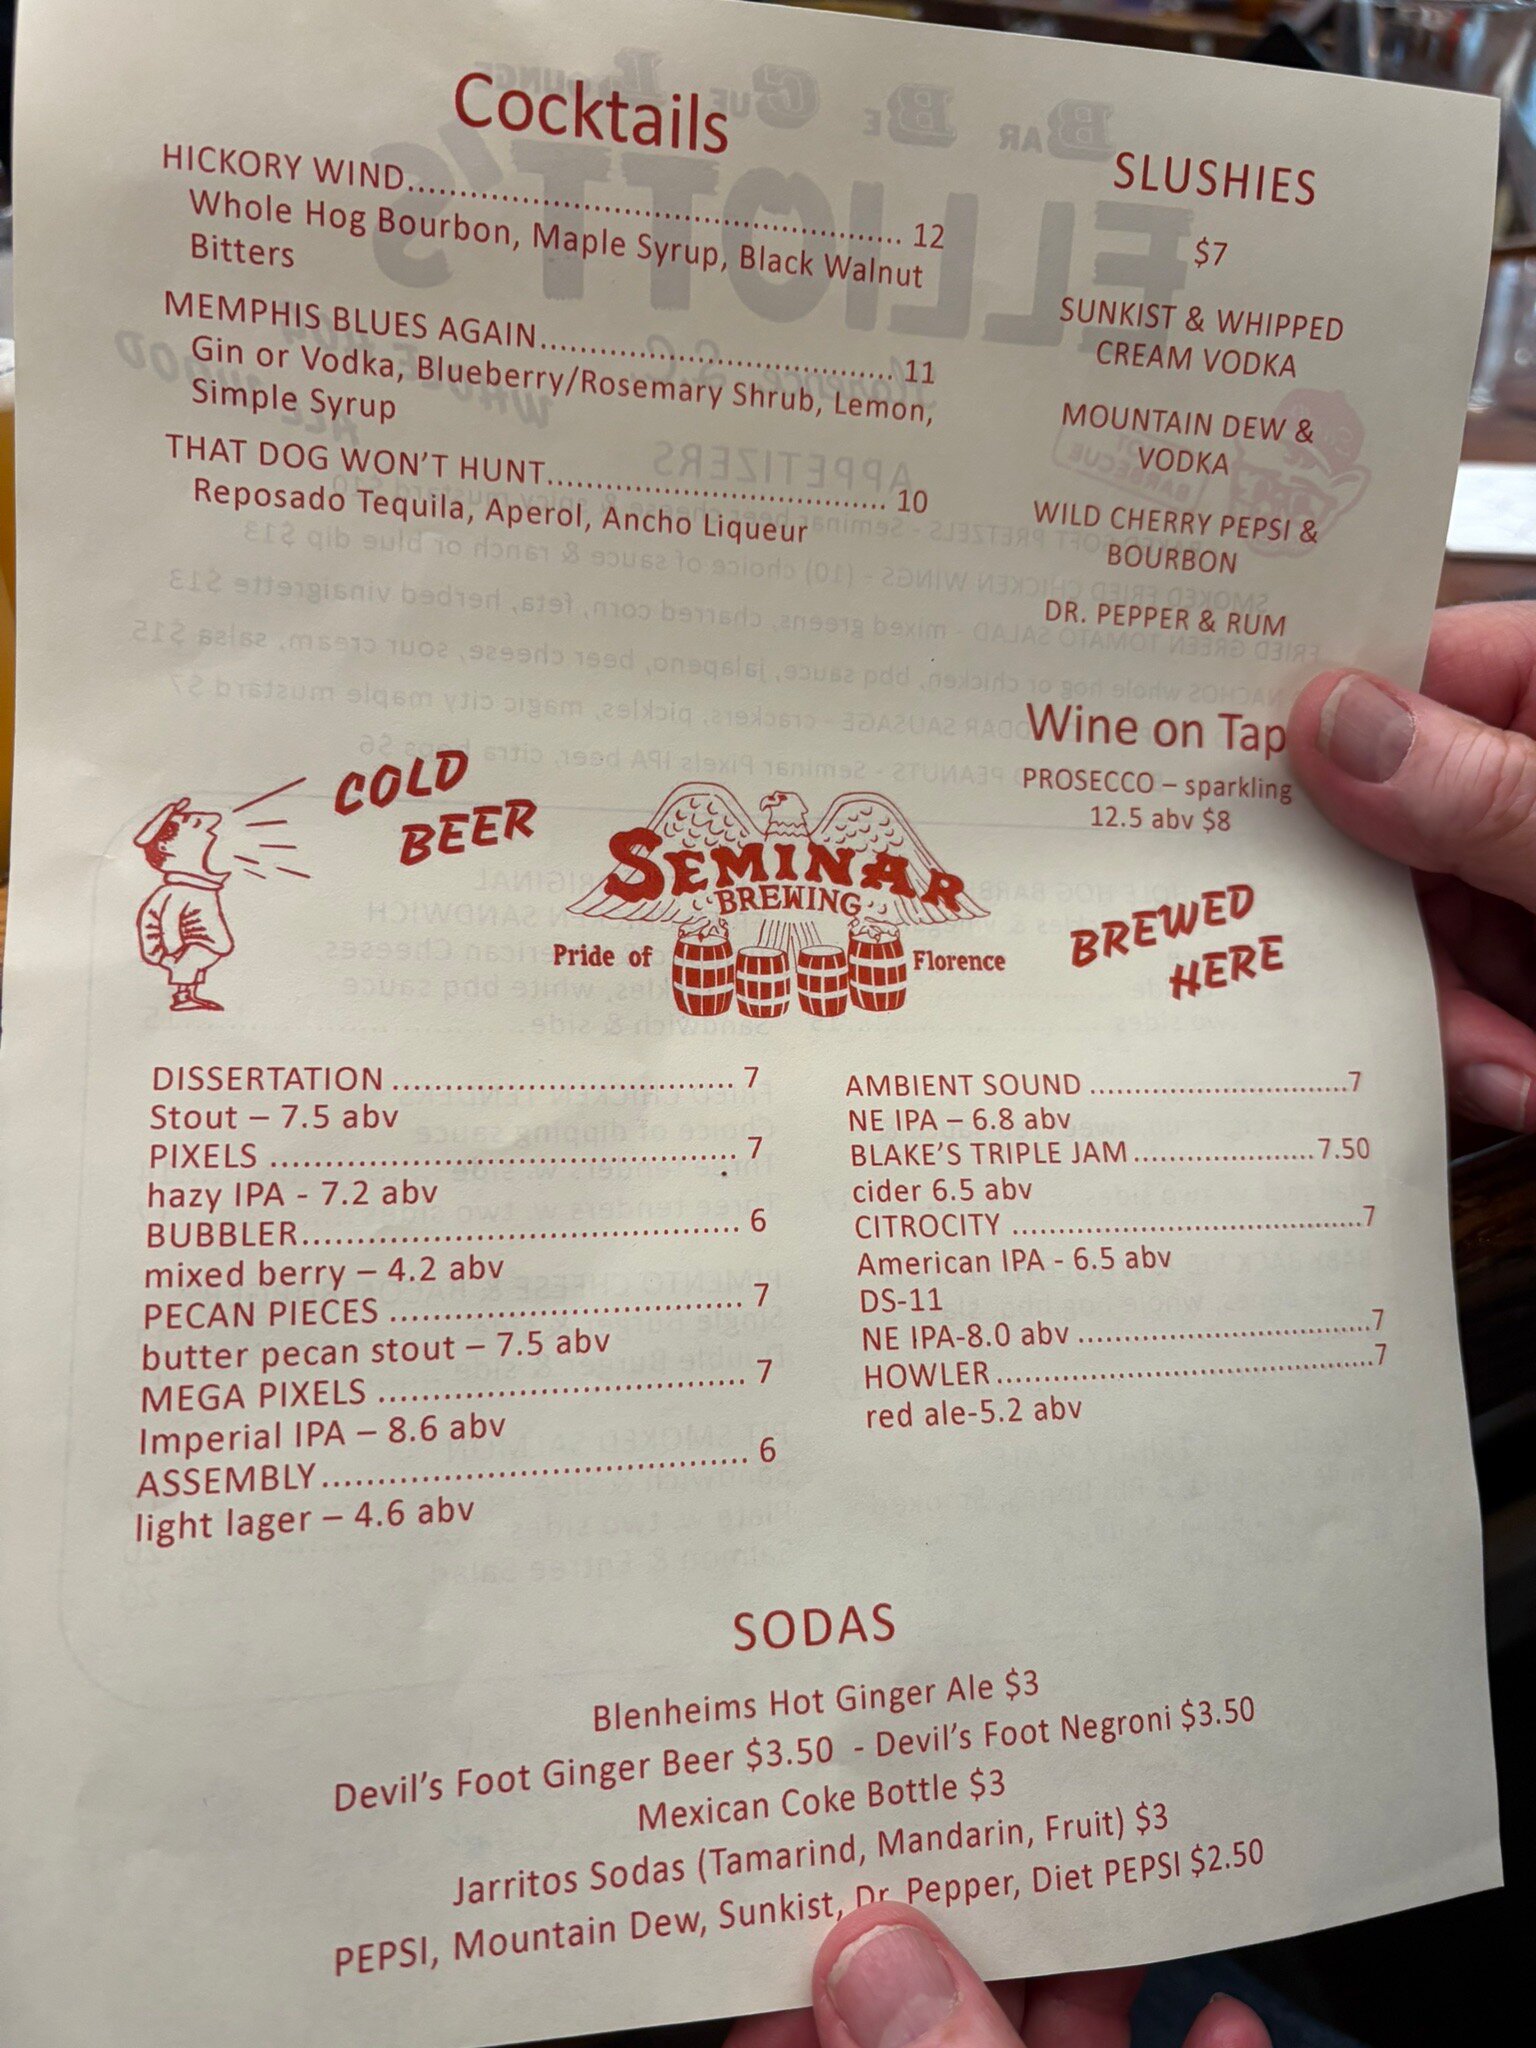 Cocktails
HICKORY WIND.................................................. 12
Whole Hog Bourbon, Maple Syrup, Black Walnut
Bitters
MEMPHIS BLUES AGAIN.................................... 11
Gin or Vodka, Blueberry/Rosemary Shrub, Lemon,
Simple Syrup
THAT DOG WON'T HUNT................................... 10
Reposado Tequila, Aperol, Ancho Liqueur
SLUSHIES
$7
SUNKIST & WHIPPED
CREAM VODKA
MOUNTAIN DEW &
VODKA
WILD CHERRY PEPSI &
BOURBON
DR. PEPPER & RUM
Wine on Tap
PROSECCO – sparkling
12.5 abv $8
COLD
BEER
SEMINAR
BREWING
Pride of Florence
BREWED
HERE
DISSERTATION .................................. 7
Stout – 7.5 abv
PIXELS ................................................ 7
hazy IPA - 7.2 abv
BUBBLER............................................ 6
mixed berry – 4.2 abv
PECAN PIECES ................................... 7
butter pecan stout – 7.5 abv
MEGA PIXELS .................................... 7
Imperial IPA – 8.6 abv
ASSEMBLY.......................................... 6
light lager – 4.6 abv
AMBIENT SOUND .............................7
NE IPA – 6.8 abv
BLAKE'S TRIPLE JAM....................7.50
cider 6.5 abv
CITROCITY .......................................7
American IPA - 6.5 abv
DS-11
NE IPA-8.0 abv .................................7
HOWLER..........................................7
red ale-5.2 abv
SODAS
Blenheims Hot Ginger Ale $3
Devil's Foot Ginger Beer $3.50 - Devil's Foot Negroni $3.50
Mexican Coke Bottle $3
Jarritos Sodas (Tamarind, Mandarin, Fruit) $3
PEPSI, Mountain Dew, Sunkist, Dr. Pepper, Diet PEPSI $2.50